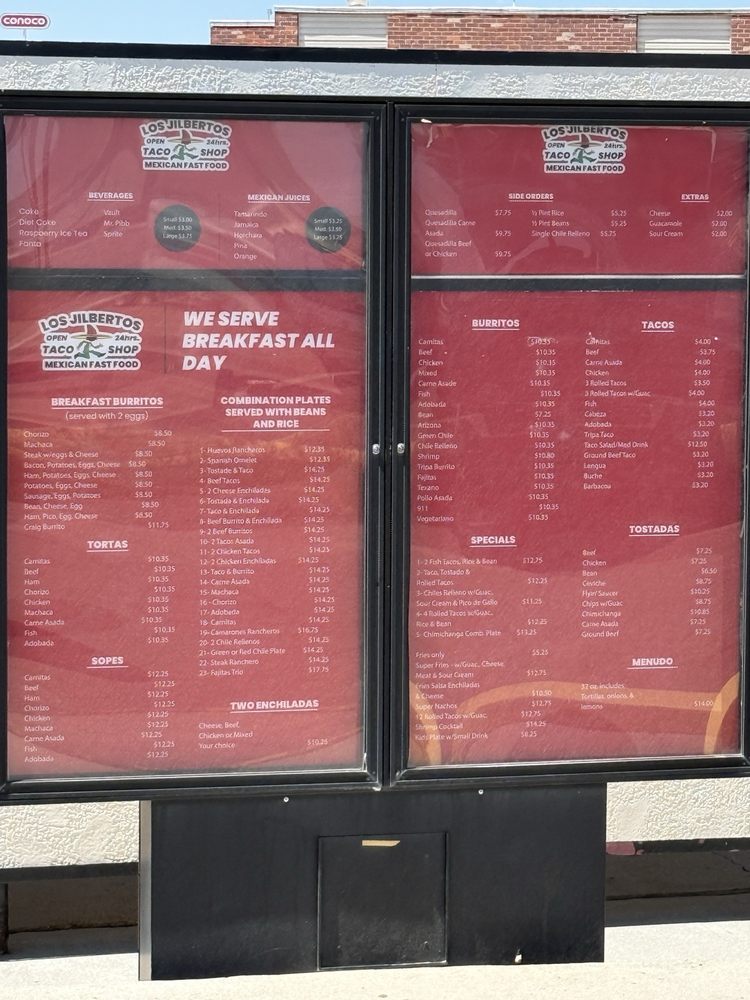 conoco
LOS JILBERTOS
OPEN 24hrs.
TACO SHOP
MEXICAN FAST FOOD
BEVERAGES
Coke
Diet Coke
Raspberry Ice Tea
Fanta
Vault
Mr. Pibb
Sprite
Small $3.00
Med. $3.50
Large $3.75
MEXICAN JUICES
Tamarindo
Jamaica
Horchata
Pina
Orange
Small $3.25
Med. $3.50
LOS JILBERTOS
OPEN 24hrs.
TACO SHOP
MEXICAN FAST FOOD
WE SERVE
BREAKFAST ALL
DAY
BREAKFAST BURRITOS
(served with 2 eggs)
Chorizo $8.50
Machaca $8.50
Steak w/eggs & Cheese $8.50
Bacon, Potatoes, Eggs, Cheese $8.50
Ham, Potatoes, Eggs, Cheese $8.50
Potatoes, Eggs, Cheese $8.50
Sausage, Eggs, Potatoes $8.50
Bean, Cheese, Egg $8.50
Ham, Pico, Egg, Cheese $8.50
Craig Burrito $11.75
TORTAS
Carnitas $10.35
Beef $10.35
Ham $10.35
Chorizo $10.35
Chicken $10.35
Machaca $10.35
Carne Asada $10.35
Fish $10.35
Adobada $10.35
SOPES
Carnitas $12.25
Beef $12.25
Ham $12.25
Chorizo $12.25
Chicken $12.25
Machaca $12.25
Carne Asada $12.25
Fish $12.25
Adobada $12.25
COMBINATION PLATES
SERVED WITH BEANS
AND RICE
1- Huevos Rancheros $12.35
2- Spanish Omelet $12.35
3- Tostada & Taco $14.25
4- Beef Tacos $14.25
5- 2 Cheese Enchiladas $14.25
6- Tostada & Enchilada $14.25
7- Taco & Enchilada $14.25
8- Beef Burrito & Enchilada $14.25
9- 2 Beef Burritos $14.25
10- 2 Tacos Asada $14.25
11- 2 Chicken Tacos $14.25
12- 2 Chicken Enchiladas $14.25
13- Taco & Burrito $14.25
14- Carne Asada $14.25
15- Machaca $14.25
16- Chorizo $14.25
17- Adobada $14.25
18- Carnitas $14.25
19- Camarones Rancheros $16.75
20- 2 Chile Rellenos $14.25
21- Green or Red Chile Plate $14.25
22- Steak Ranchero $14.25
23- Fajitas Trio $17.75
TWO ENCHILADAS
Cheese, Beef,
Chicken or Mixed
Your choice $10.25
LOS JILBERTOS
OPEN 24hrs.
TACO SHOP
MEXICAN FAST FOOD
SIDE ORDERS
Quesadilla $7.75
Quesadilla Carne
Asada $9.75
Quesadilla Beef
or Chicken $9.75
½ Pint Rice $5.25
½ Pint Beans $5.25
Single Chile Relleno $5.75
EXTRAS
Cheese $2.00
Guacamole $2.00
Sour Cream $2.00
BURRITOS
Carnitas $10.35
Beef $10.35
Chicken $10.35
Mixed $10.35
Carne Asade $10.35
Fish $10.35
Adobada $10.35
Bean $7.25
Arizona $10.35
Green Chile $10.35
Chile Relleno $10.35
Shrimp $10.80
Tripa Burrito $10.35
Fajitas $10.35
Texano $10.35
Pollo Asada $10.35
911 $10.35
Vegetariano $10.35
SPECIALS
1- 2 Fish Tacos, Rice & Bean $12.75
2- Taco, Tostada &
Rolled Tacos $12.25
3- Chiles Relleno w/Guac,
Sour Cream & Pico de Gallo $11.25
4- 4 Rolled Tacos w/Guac,
Rice & Bean $12.25
5- Chimichanga Comb. Plate $13.25
Fries only $5.25
Super Fries - w/Guac, Cheese
Meat & Sour Cream $12.75
Fries Salsa Enchiladas
& Cheese $10.50
Super Nachos $12.75
12 Rolled Tacos w/Guac. $12.75
Shrimp Cocktail $14.25
Kids Plate w/Small Drink $8.25
TACOS
Carnitas $4.00
Beef $3.75
Carne Asada $4.00
Chicken $4.00
3 Rolled Tacos $3.50
3 Rolled Tacos w/Guac $4.00
Fish $4.00
Cabeza $3.20
Adobada $3.20
Tripa Taco $3.20
Taco Salad/Med Drink $12.50
Ground Beef Taco $3.20
Lengua $3.20
Buche $3.20
Barbacoa $3.20
TOSTADAS
Beef $7.25
Chicken $7.25
Bean $6.50
Ceviche $8.75
Flyin' Saucer $10.25
Chips w/Guac $8.75
Chimichanga $10.85
Carne Asada $7.25
Ground Beef $7.25
MENUDO
32 oz. includes:
Tortillas, onions, &
lemons $14.00